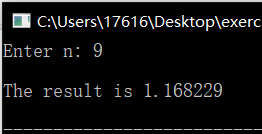 C:\Users\17616\Desktop\exerc
Enter n: 9
The result is 1.168229
--------------------------